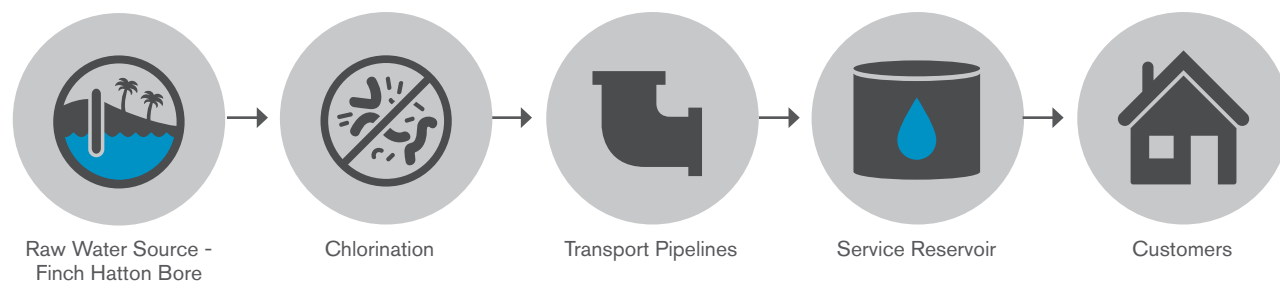 Raw Water Source -
Finch Hatton Bore
Chlorination
Transport Pipelines
Service Reservoir
Customers